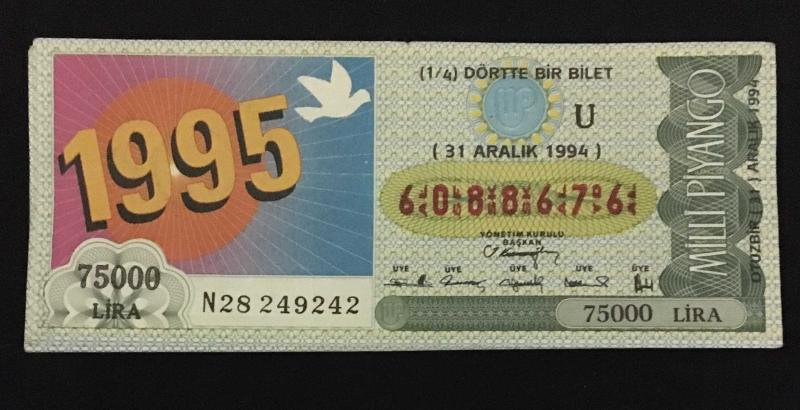 1995
75000
LİRA
N28 249242
(1/4) DÖRTTE BİR BİLET
U
( 31 ARALIK 1994 )
6088676
YÖNETİM KURULU
BAŞKAN
ÜYE ÜYE ÜYE ÜYE ÜYE
75000 LİRA
MİLLİ PİYANGO
OTUZBİR ( 31 ) ARALIK 1994